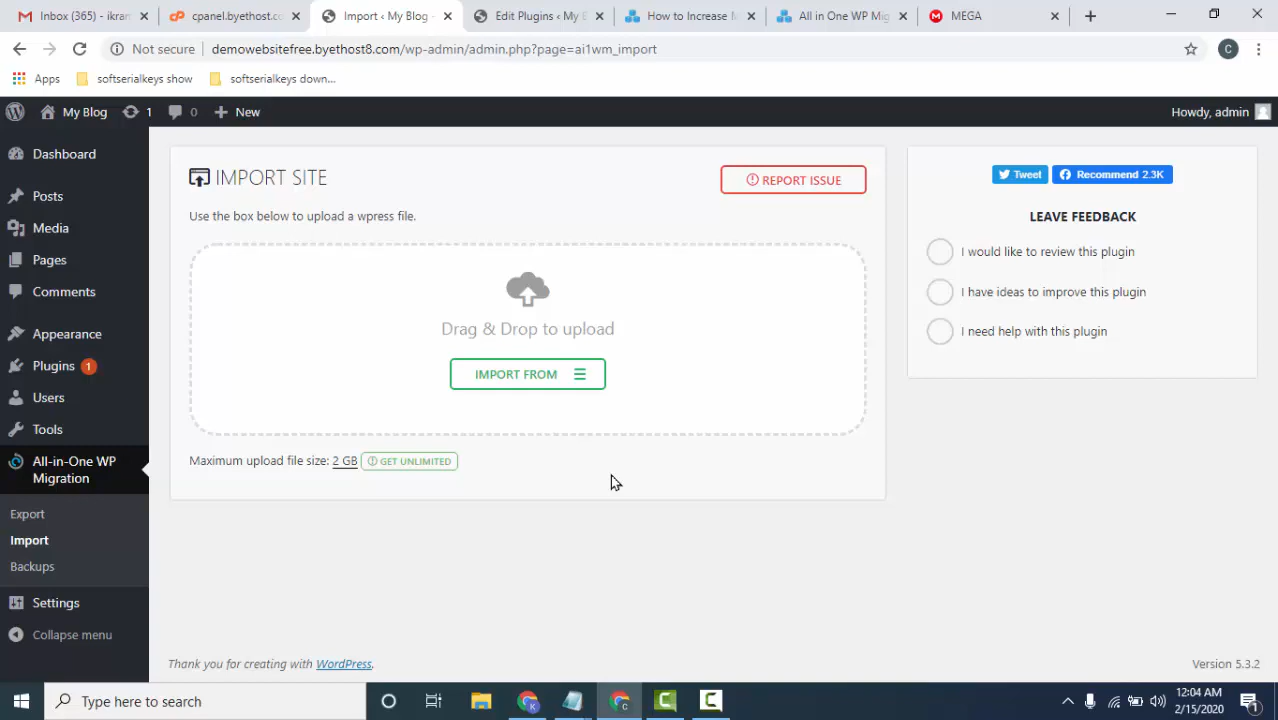 Inbox (365) - ikram
cpanel.byethost.co
Import ‹ My Blog -
Edit Plugins ‹ My B
How to Increase M
All in One WP Mig
MEGA
Not secure
demowebsitefree.byethost8.com/wp-admin/admin.php?page=ai1wm_import
C
Apps
softserialkeys show
softserialkeys down...
My Blog
1
0
New
Howdy, admin
Dashboard
Posts
Media
Pages
Comments
Appearance
Plugins 1
Users
Tools
All-in-One WP
Migration
Export
Import
Backups
Settings
Collapse menu
IMPORT SITE
REPORT ISSUE
Use the box below to upload a wpress file.
Drag & Drop to upload
IMPORT FROM
Maximum upload file size: 2 GB
GET UNLIMITED
Tweet
Recommend 2.3K
LEAVE FEEDBACK
I would like to review this plugin
I have ideas to improve this plugin
I need help with this plugin
Thank you for creating with WordPress.
Version 5.3.2
Type here to search
12:04 AM
2/15/2020
1